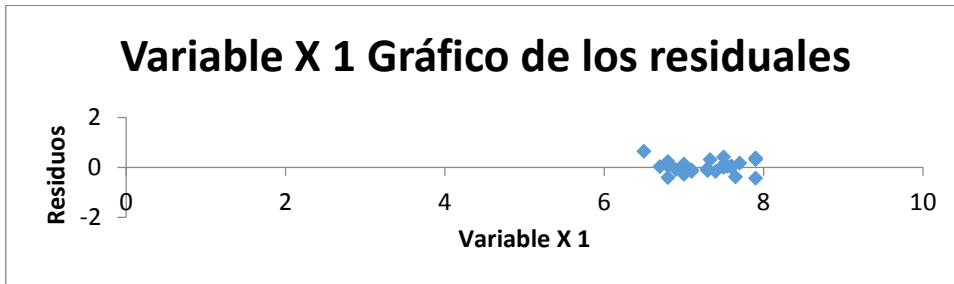 Variable X 1 Gráfico de los residuales
Residuos
2
0
-2
0 2 4 6 8 10
Variable X 1